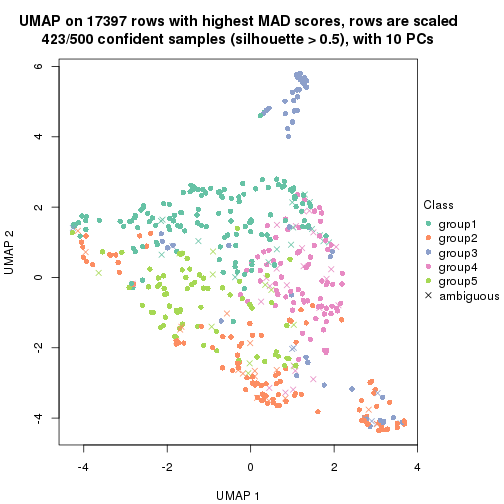 UMAP on 17397 rows with highest MAD scores, rows are scaled
423/500 confident samples (silhouette > 0.5), with 10 PCs
6
4
2
0
-2
-4
UMAP 2
-4
-2
0
2
4
UMAP 1
Class
group1
group2
group3
group4
group5
ambiguous